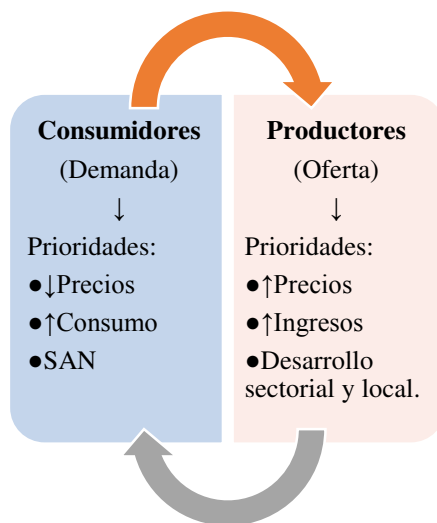 Consumidores
(Demanda)
↓
Prioridades:
●↓Precios
●↑Consumo
●SAN
Productores
(Oferta)
↓
Prioridades:
●↑Precios
●↑Ingresos
●Desarrollo
sectorial y local.